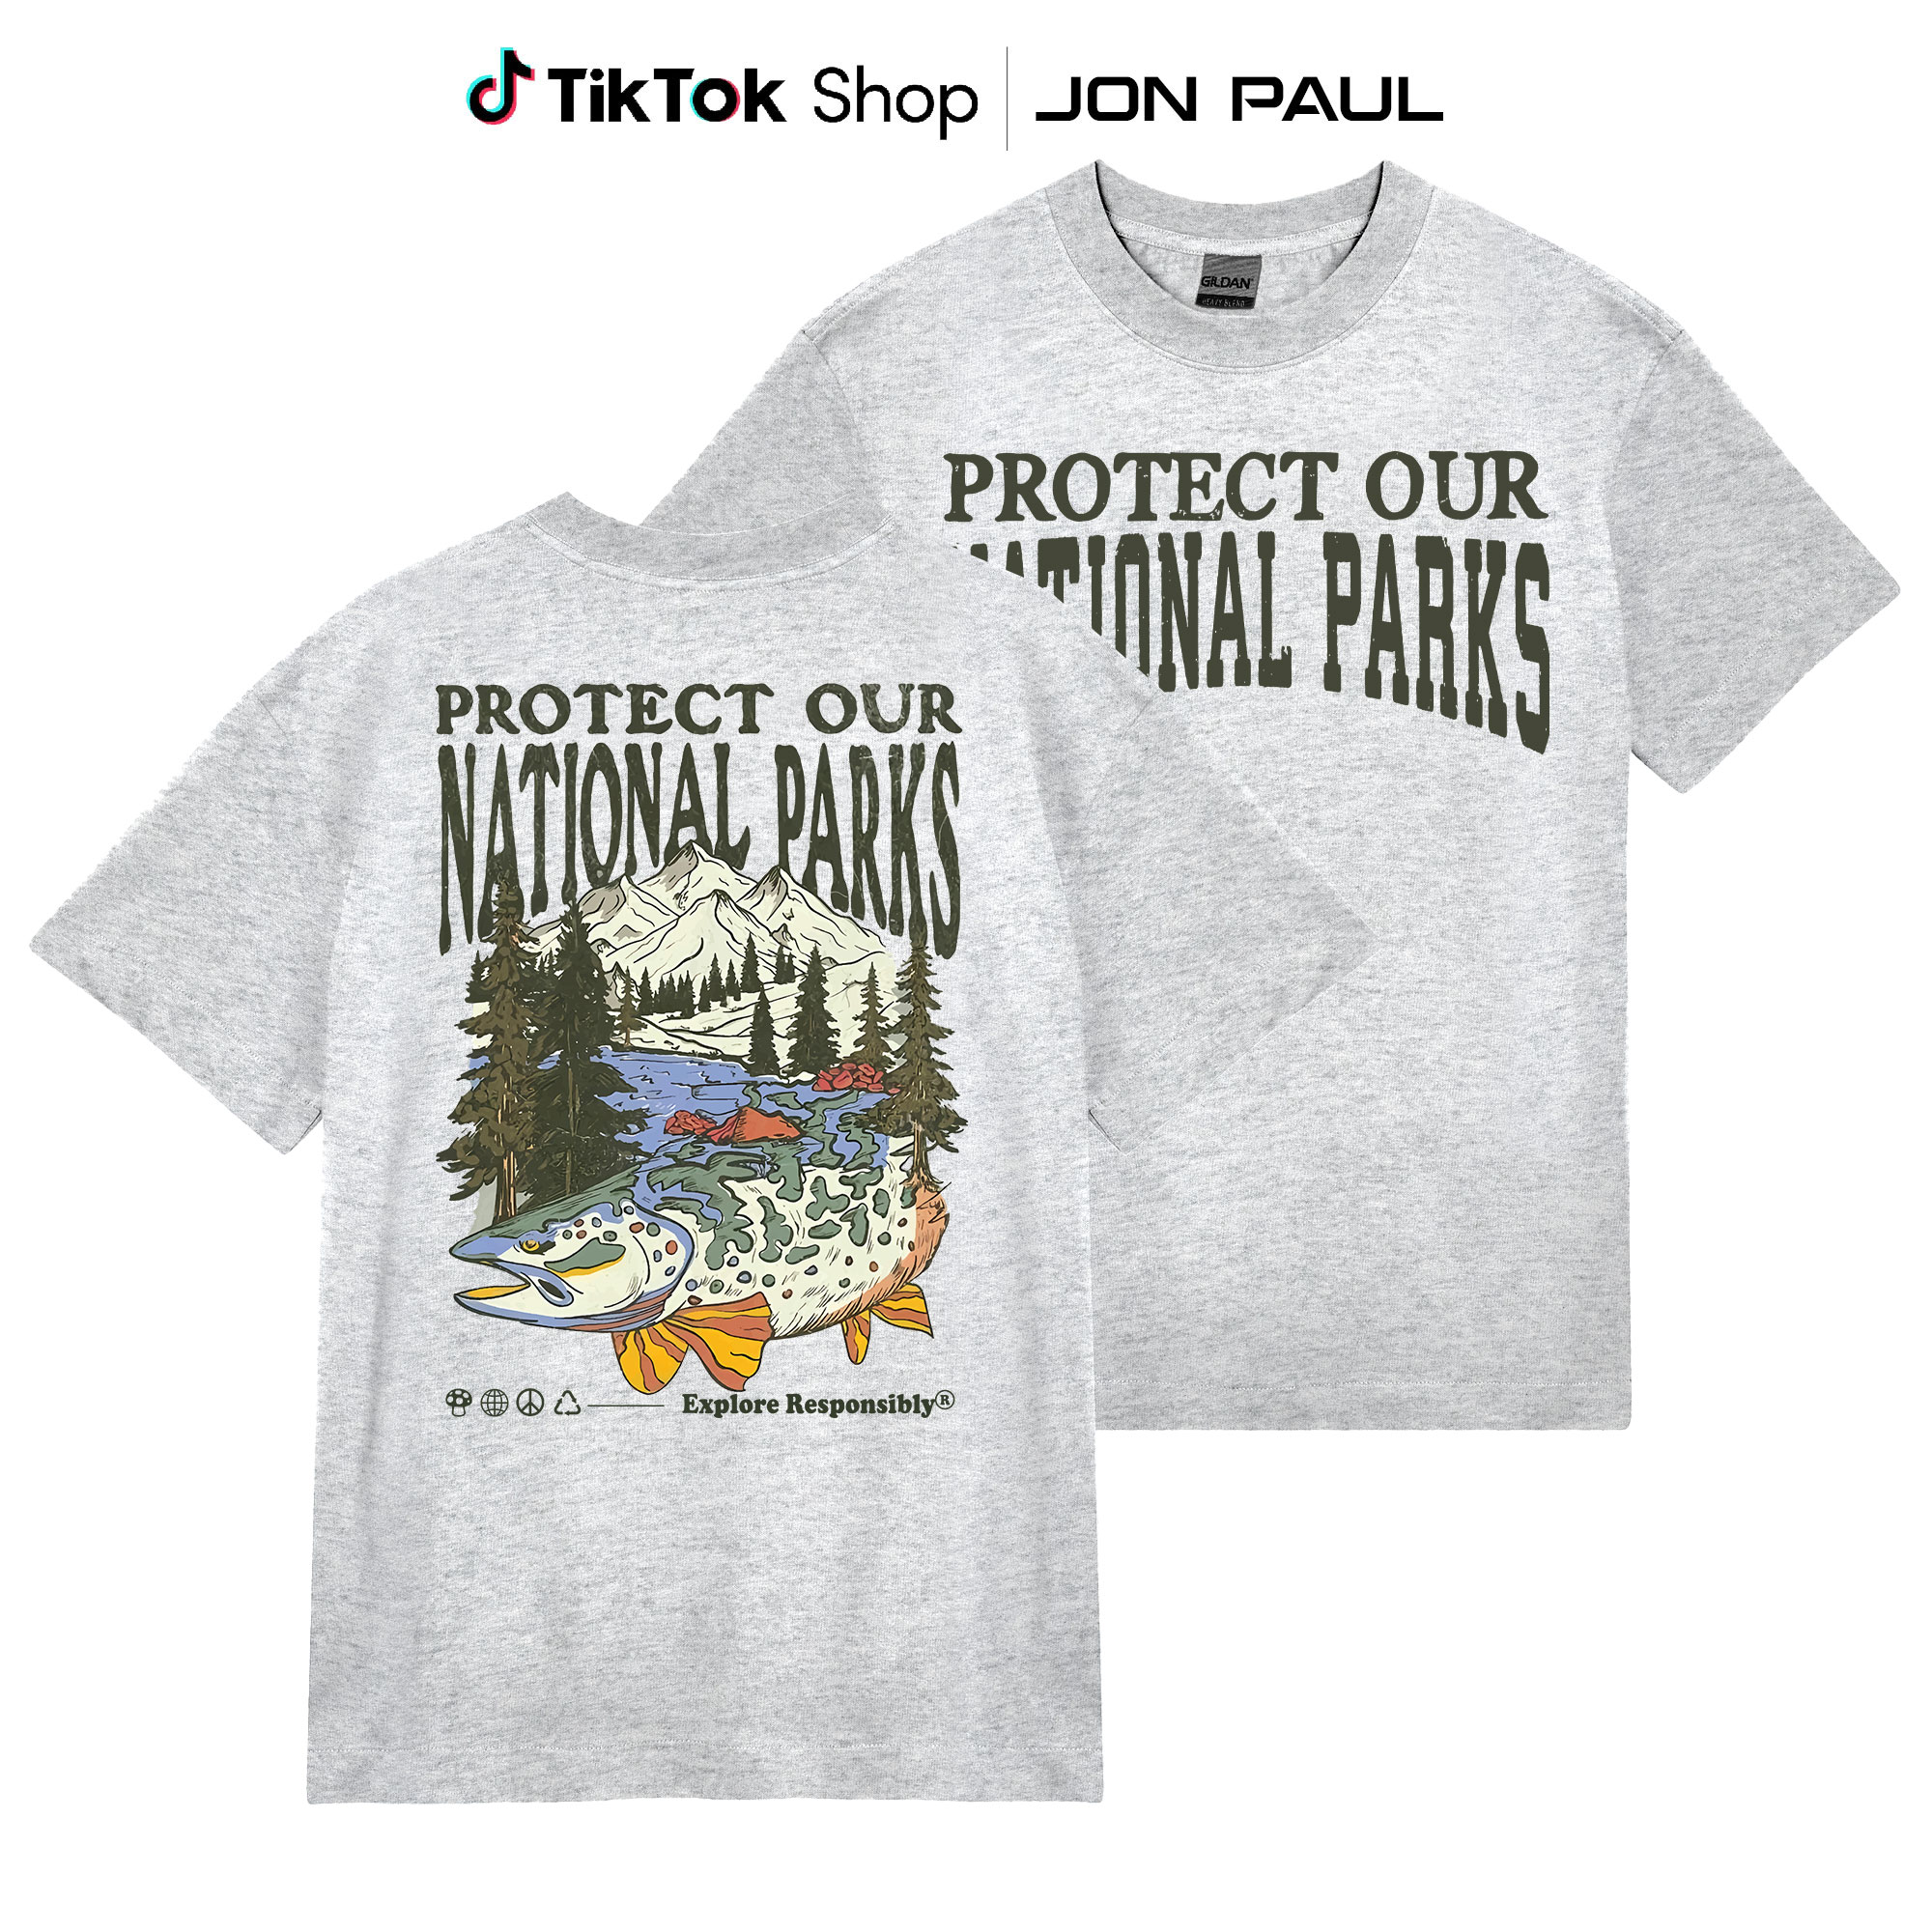 TikTok Shop | JON PAUL
GILDAN
HEAVY BLEND
PROTECT OUR
NATIONAL PARKS
PROTECT OUR
NATIONAL PARKS
Explore Responsibly®